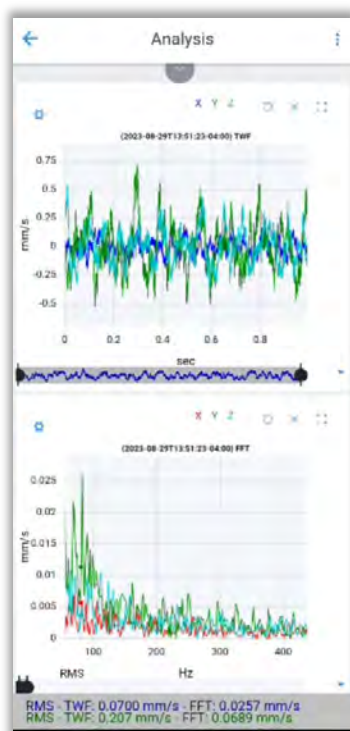 Analysis
X Y Z
(2023-08-29T13:51:23-04:00) TWF
0.75
0.5
0.25
0
-0.25
-0.5
mm/s
0 0.2 0.4 0.6 0.8
sec
X Y Z
(2023-08-29T13:51:23-04:00) FFT
0.025
0.02
0.015
0.01
0.005
0
mm/s
100 200 300 400
RMS Hz
RMS - TWF: 0.0700 mm/s - FFT: 0.0257 mm/s
RMS - TWF: 0.207 mm/s - FFT: 0.0689 mm/s